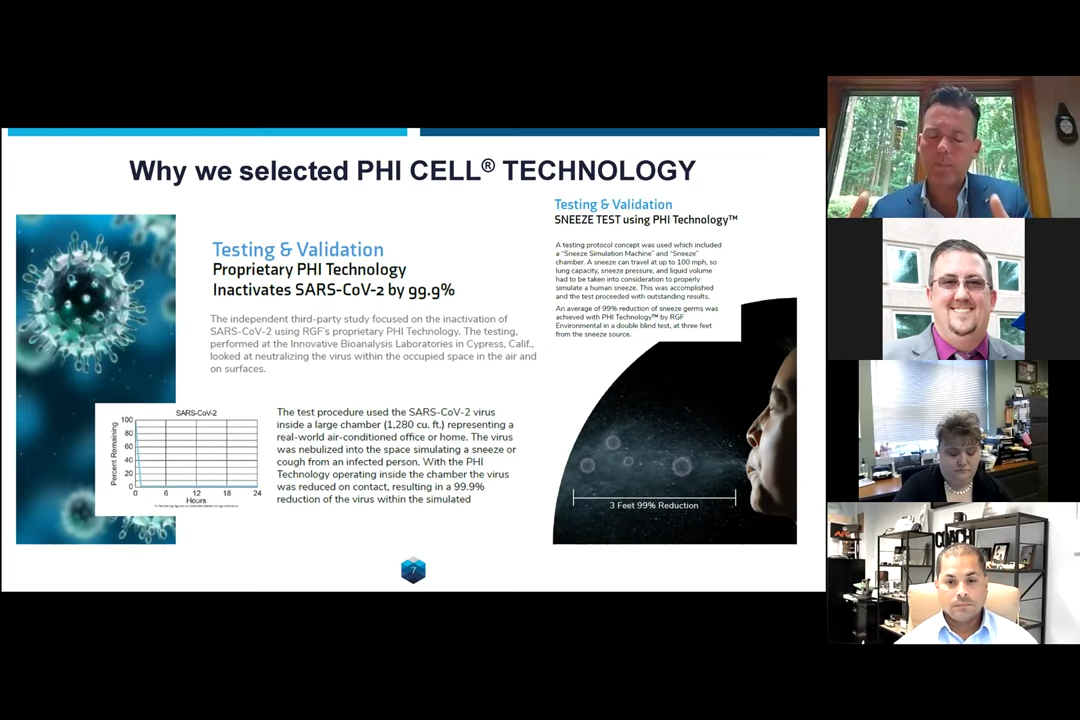 Why we selected PHI CELL® TECHNOLOGY
Testing & Validation
Proprietary PHI Technology
Inactivates SARS-CoV-2 by 99.9%
The independent third-party study focused on the inactivation of
SARS-CoV-2 using RGF's proprietary PHI Technology. The testing,
performed at the Innovative Bioanalysis Laboratories in Cypress, Calif.,
looked at neutralizing the virus within the occupied space in the air and
on surfaces.
SARS-CoV-2
Percent Remaining
100
80
60
40
20
0
0 6 12 18 24
Hours
The test procedure used the SARS-CoV-2 virus
inside a large chamber (1,280 cu. ft.) representing a
real-world air-conditioned office or home. The virus
was nebulized into the space simulating a sneeze or
cough from an infected person. With the PHI
Technology operating inside the chamber the virus
was reduced on contact, resulting in a 99.9%
reduction of the virus within the simulated
Testing & Validation
SNEEZE TEST using PHI Technology™
A testing protocol concept was used which included
a "Sneeze Simulation Machine" and "Sneeze"
chamber. A sneeze can travel at up to 100 mph, so
lung capacity, sneeze pressure, and liquid volume
had to be taken into consideration to properly
simulate a human sneeze. This was accomplished
and the test proceeded with outstanding results.
An average of 99% reduction of sneeze germs was
achieved with PHI Technology™ by RGF
Environmental in a double blind test, at three feet
from the sneeze source.
3 Feet 99% Reduction
7
COACH